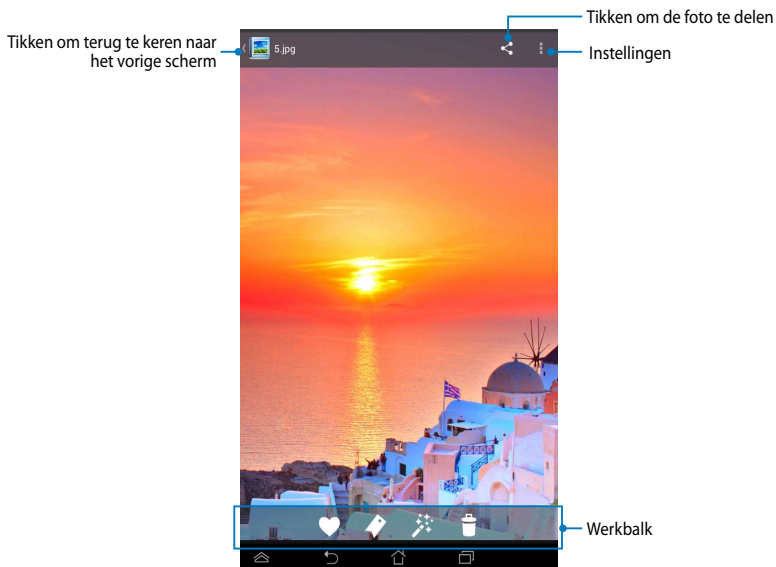 Tikken om de foto te delen
Tikken om terug te keren naar
het vorige scherm
5.jpg
Instellingen
Werkbalk